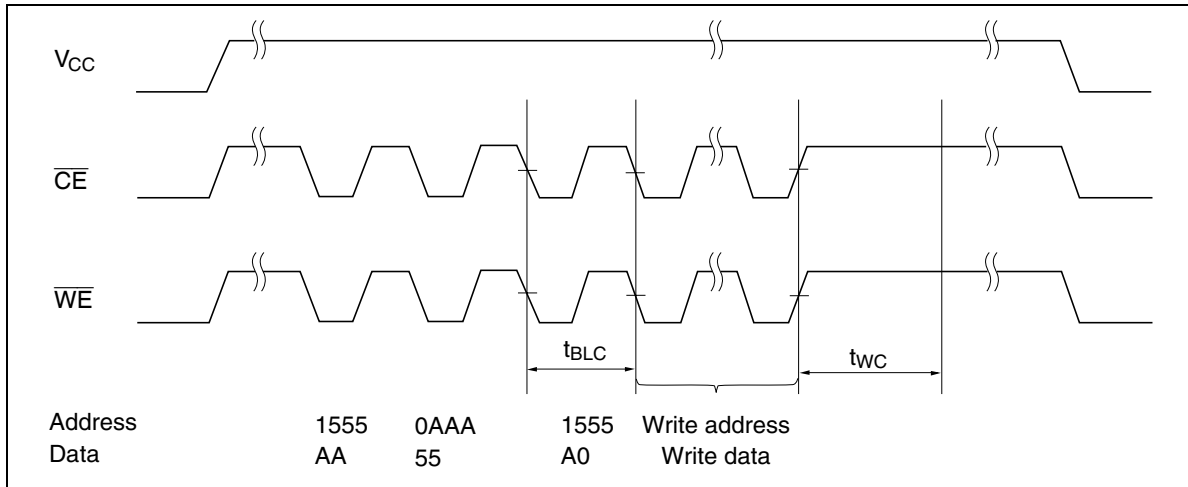 VCC
CE
WE
tBLC
tWC
Address 1555 0AAA 1555 Write address
Data AA 55 A0 Write data